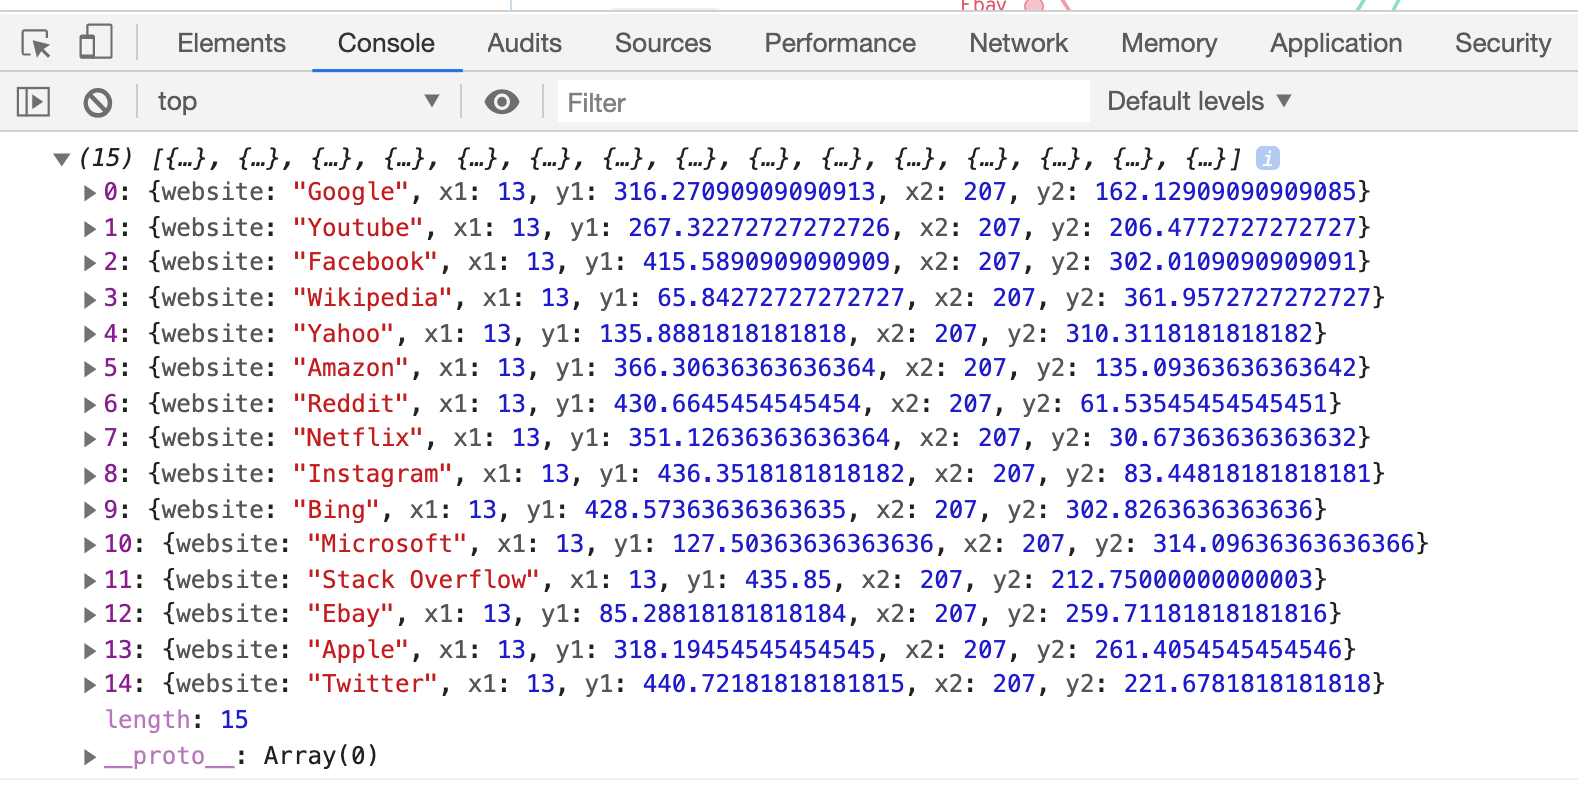 Ebay
Elements Console Audits Sources Performance Network Memory Application Security
top ▼ Filter Default levels ▼
▼(15) [{…}, {…}, {…}, {…}, {…}, {…}, {…}, {…}, {…}, {…}, {…}, {…}, {…}, {…}, {…}] i
▶0: {website: "Google", x1: 13, y1: 316.27090909090913, x2: 207, y2: 162.12909090909085}
▶1: {website: "Youtube", x1: 13, y1: 267.32272727272726, x2: 207, y2: 206.4772727272727}
▶2: {website: "Facebook", x1: 13, y1: 415.5890909090909, x2: 207, y2: 302.0109090909091}
▶3: {website: "Wikipedia", x1: 13, y1: 65.84272727272727, x2: 207, y2: 361.9572727272727}
▶4: {website: "Yahoo", x1: 13, y1: 135.8881818181818, x2: 207, y2: 310.3118181818182}
▶5: {website: "Amazon", x1: 13, y1: 366.30636363636364, x2: 207, y2: 135.09363636363642}
▶6: {website: "Reddit", x1: 13, y1: 430.6645454545454, x2: 207, y2: 61.53545454545451}
▶7: {website: "Netflix", x1: 13, y1: 351.12636363636364, x2: 207, y2: 30.67363636363632}
▶8: {website: "Instagram", x1: 13, y1: 436.3518181818182, x2: 207, y2: 83.44818181818181}
▶9: {website: "Bing", x1: 13, y1: 428.57363636363635, x2: 207, y2: 302.8263636363636}
▶10: {website: "Microsoft", x1: 13, y1: 127.50363636363636, x2: 207, y2: 314.09636363636366}
▶11: {website: "Stack Overflow", x1: 13, y1: 435.85, x2: 207, y2: 212.75000000000003}
▶12: {website: "Ebay", x1: 13, y1: 85.28818181818184, x2: 207, y2: 259.71181818181816}
▶13: {website: "Apple", x1: 13, y1: 318.19454545454545, x2: 207, y2: 261.4054545454546}
▶14: {website: "Twitter", x1: 13, y1: 440.72181818181815, x2: 207, y2: 221.6781818181818}
length: 15
▶__proto__: Array(0)